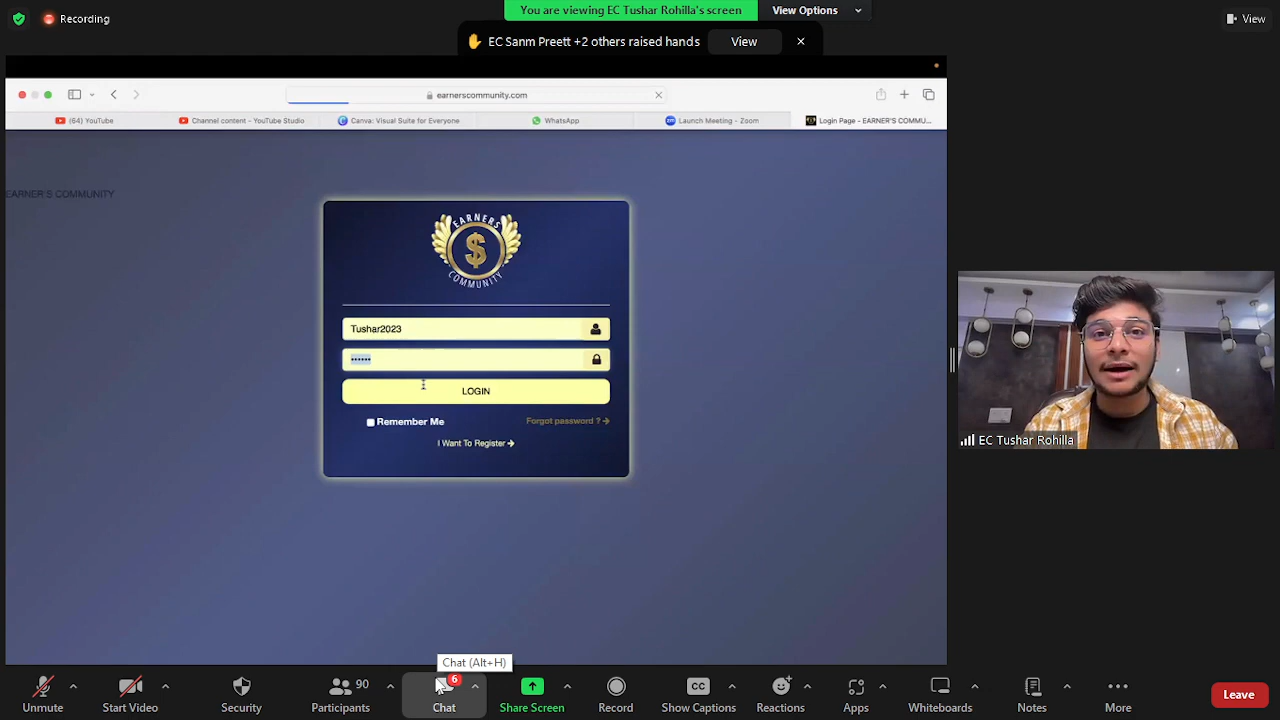 Recording
You are viewing EC Tushar Rohilla's screen
View Options
View
EC Sanm Preett +2 others raised hands
View
earnerscommunity.com
(64) YouTube
Channel content - YouTube Studio
Canva: Visual Suite for Everyone
WhatsApp
zm Launch Meeting - Zoom
Login Page - EARNER'S COMMU...
EARNER'S COMMUNITY
EARNERS
$
COMMUNITY
Tushar2023
••••••
LOGIN
Remember Me
Forgot password ?
I Want To Register
EC Tushar Rohilla
Chat (Alt+H)
6
90
Unmute
Start Video
Security
Participants
Chat
Share Screen
Record
CC
Show Captions
Reactions
Apps
Whiteboards
Notes
More
Leave